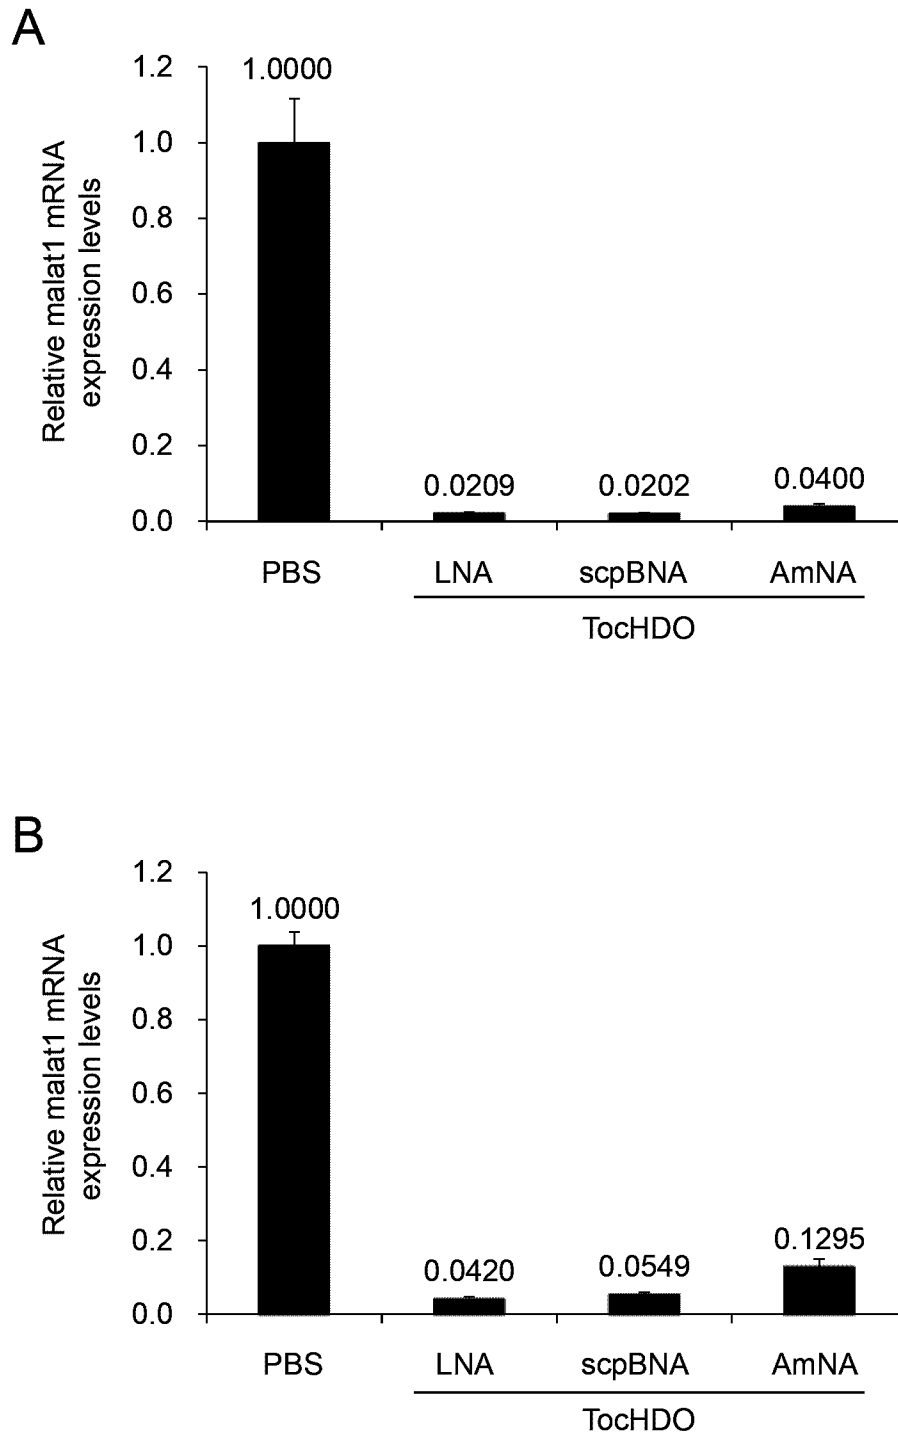 A
Relative malat1 mRNA
expression levels
1.2
1.0
0.8
0.6
0.4
0.2
0.0
1.0000
0.0209
0.0202
0.0400
PBS
LNA
scpBNA
AmNA
TocHDO
B
Relative malat1 mRNA
expression levels
1.2
1.0
0.8
0.6
0.4
0.2
0.0
1.0000
0.0420
0.0549
0.1295
PBS
LNA
scpBNA
AmNA
TocHDO